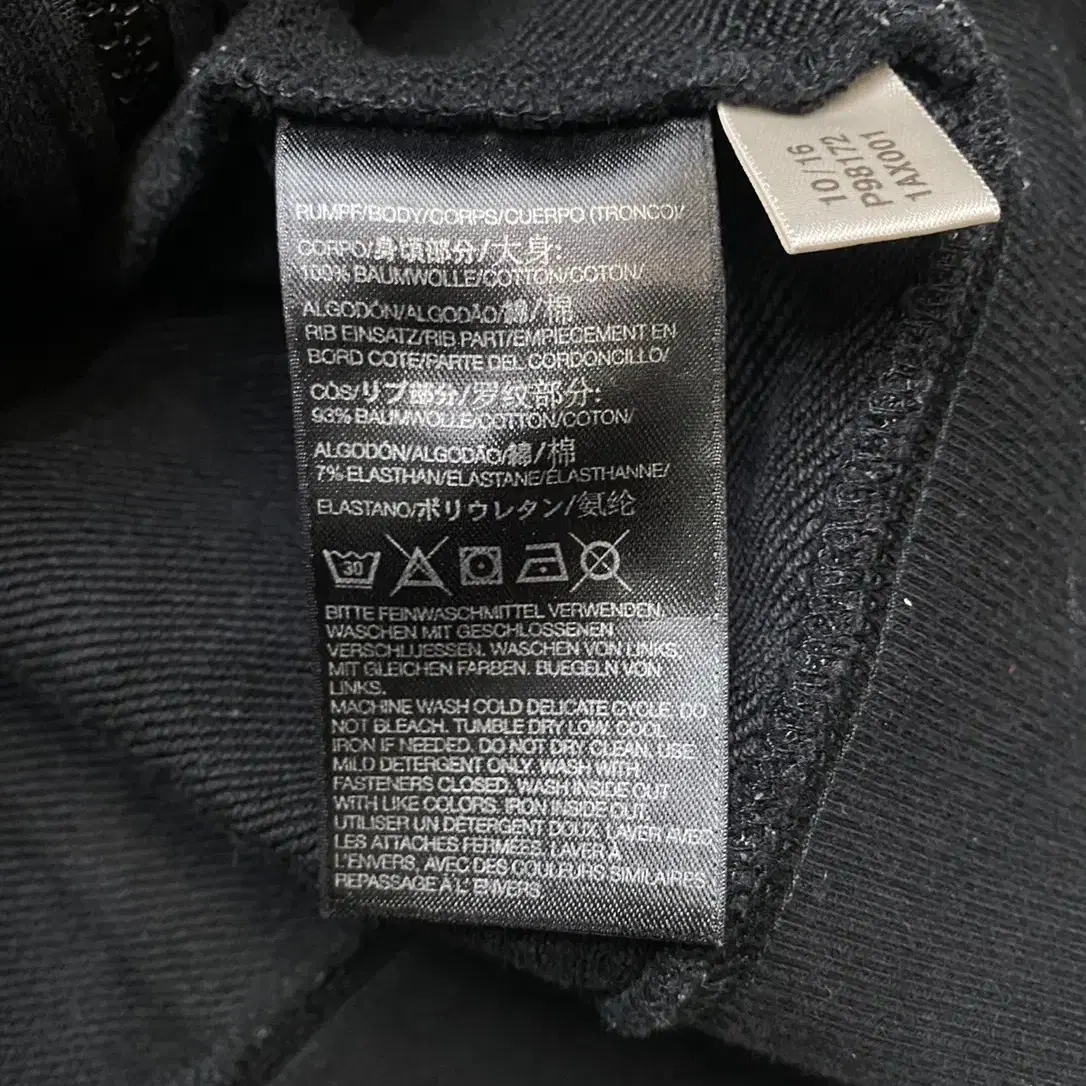 RUMPF/BODY/CORPS/CUERPO (TRONCO)/
CORPO/身頃部分/大身:
100% BAUMWOLLE/COTTON/COTON/
ALGODÓN/ALGODÃO/綿/棉
RIB EINSATZ/RIB PART/EMPIECEMENT EN
BORD COTE/PARTE DEL CORDONCILLO/
CÓS/リブ部分/罗纹部分:
93% BAUMWOLLE/COTTON/COTON/
ALGODÓN/ALGODÃO/綿/棉
7% ELASTHAN/ELASTANE/ÉLASTHANNE/
ELASTANO/ポリウレタン/氨纶
30
BITTE FEINWASCHMITTEL VERWENDEN.
WASCHEN MIT GESCHLOSSENEN
VERSCHLUESSEN. WASCHEN VON LINKS.
MIT GLEICHEN FARBEN. BUEGELN VON
LINKS.
MACHINE WASH COLD DELICATE CYCLE. DO
NOT BLEACH. TUMBLE DRY LOW. COOL
IRON IF NEEDED. DO NOT DRY CLEAN. USE
MILD DETERGENT ONLY. WASH WITH
FASTENERS CLOSED. WASH INSIDE OUT
WITH LIKE COLORS. IRON INSIDE OUT.
UTILISER UN DÉTERGENT DOUX. LAVER AVEC
LES ATTACHES FERMÉES. LAVER À
L'ENVERS. AVEC DES COULEURS SIMILAIRES.
REPASSAGE À L' ENVERS
10/16
P98172
1AX001